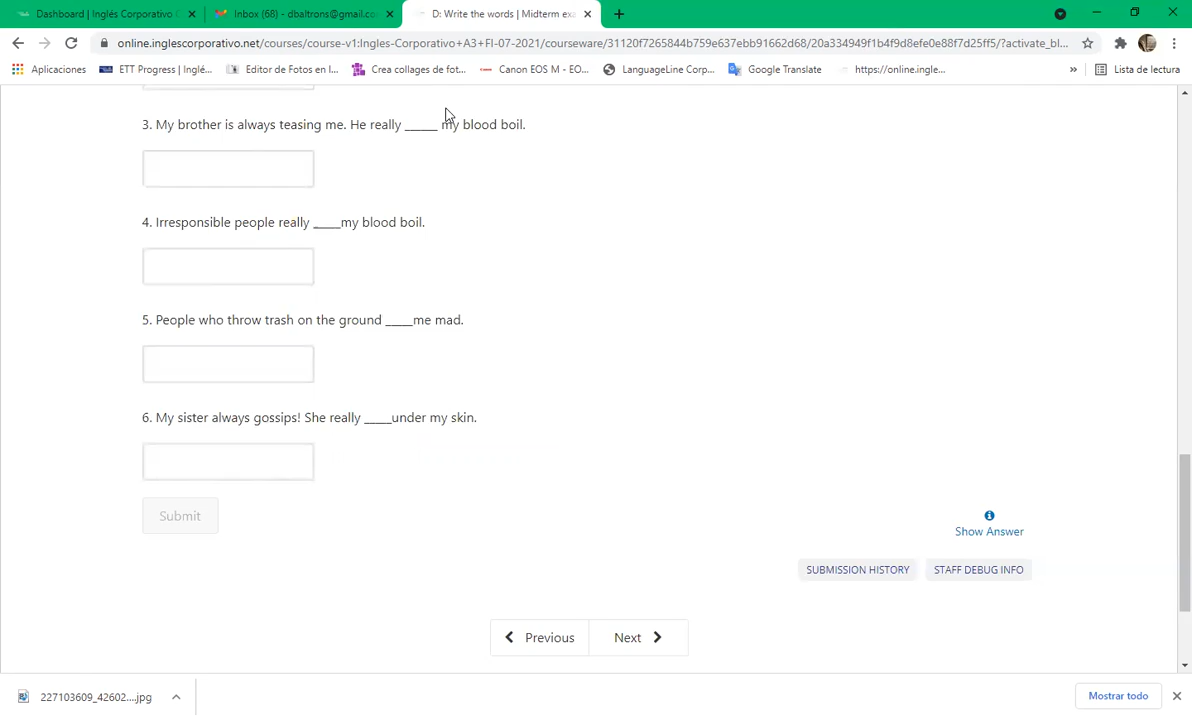 Dashboard | Inglés Corporativo
Inbox (68) - dbaltrons@gmail.co
D: Write the words | Midterm exa
online.inglescorporativo.net/courses/course-v1:Ingles-Corporativo+A3+FI-07-2021/courseware/31120f7265844b759e637ebb91662d68/20a334949f1b4f9d8efe0e88f7d25ff5/?activate_bl...
Aplicaciones
ETT Progress | Inglé...
Editor de Fotos en l...
Crea collages de fot...
Canon EOS M - EO...
LanguageLine Corp...
Google Translate
https://online.ingle...
»
Lista de lectura
3. My brother is always teasing me. He really ______ my blood boil.
4. Irresponsible people really _____my blood boil.
5. People who throw trash on the ground _____me mad.
6. My sister always gossips! She really _____under my skin.
Submit
Show Answer
SUBMISSION HISTORY
STAFF DEBUG INFO
Previous
Next
227103609_42602....jpg
Mostrar todo